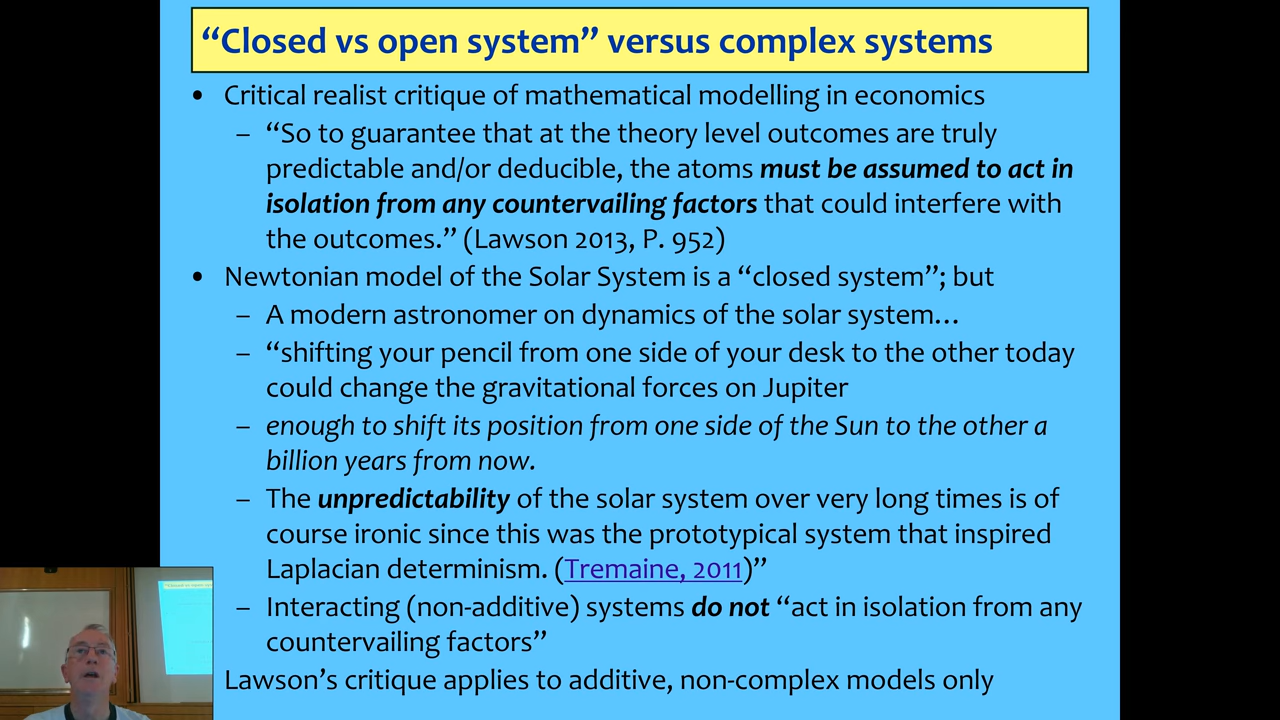 “Closed vs open system” versus complex systems
• Critical realist critique of mathematical modelling in economics
– “So to guarantee that at the theory level outcomes are truly
predictable and/or deducible, the atoms must be assumed to act in
isolation from any countervailing factors that could interfere with
the outcomes.” (Lawson 2013, P. 952)
• Newtonian model of the Solar System is a “closed system”; but
– A modern astronomer on dynamics of the solar system…
– “shifting your pencil from one side of your desk to the other today
could change the gravitational forces on Jupiter
– enough to shift its position from one side of the Sun to the other a
billion years from now.
– The unpredictability of the solar system over very long times is of
course ironic since this was the prototypical system that inspired
Laplacian determinism. (Tremaine, 2011)”
– Interacting (non-additive) systems do not “act in isolation from any
countervailing factors”
Lawson’s critique applies to additive, non-complex models only